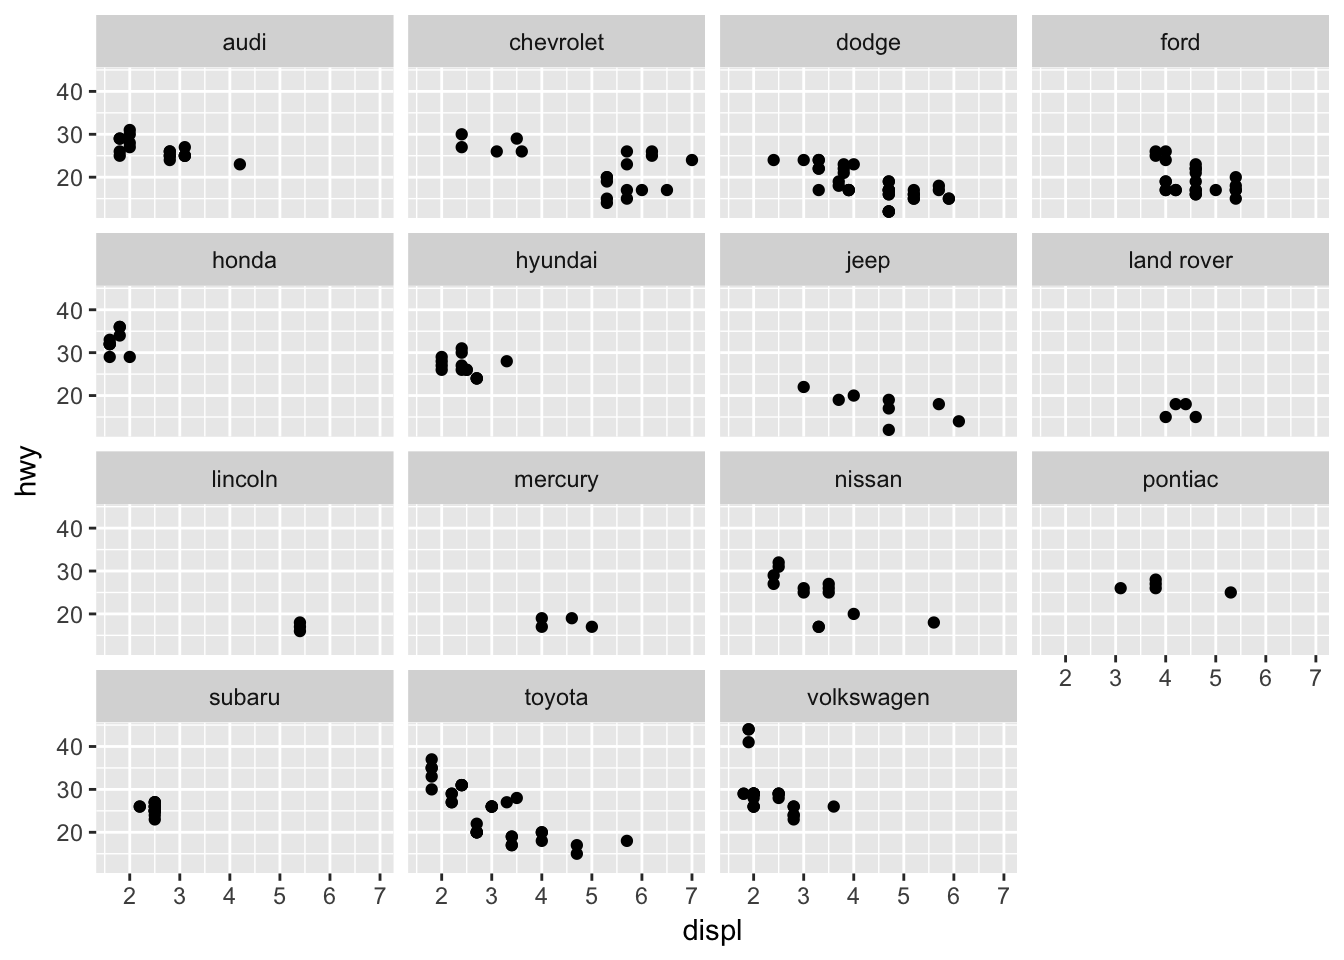 audi chevrolet dodge ford
40
30
20
honda hyundai jeep land rover
40
30
20
hwy
lincoln mercury nissan pontiac
40
30
20
2 3 4 5 6 7
subaru toyota volkswagen
40
30
20
2 3 4 5 6 7 2 3 4 5 6 7 2 3 4 5 6 7
displ